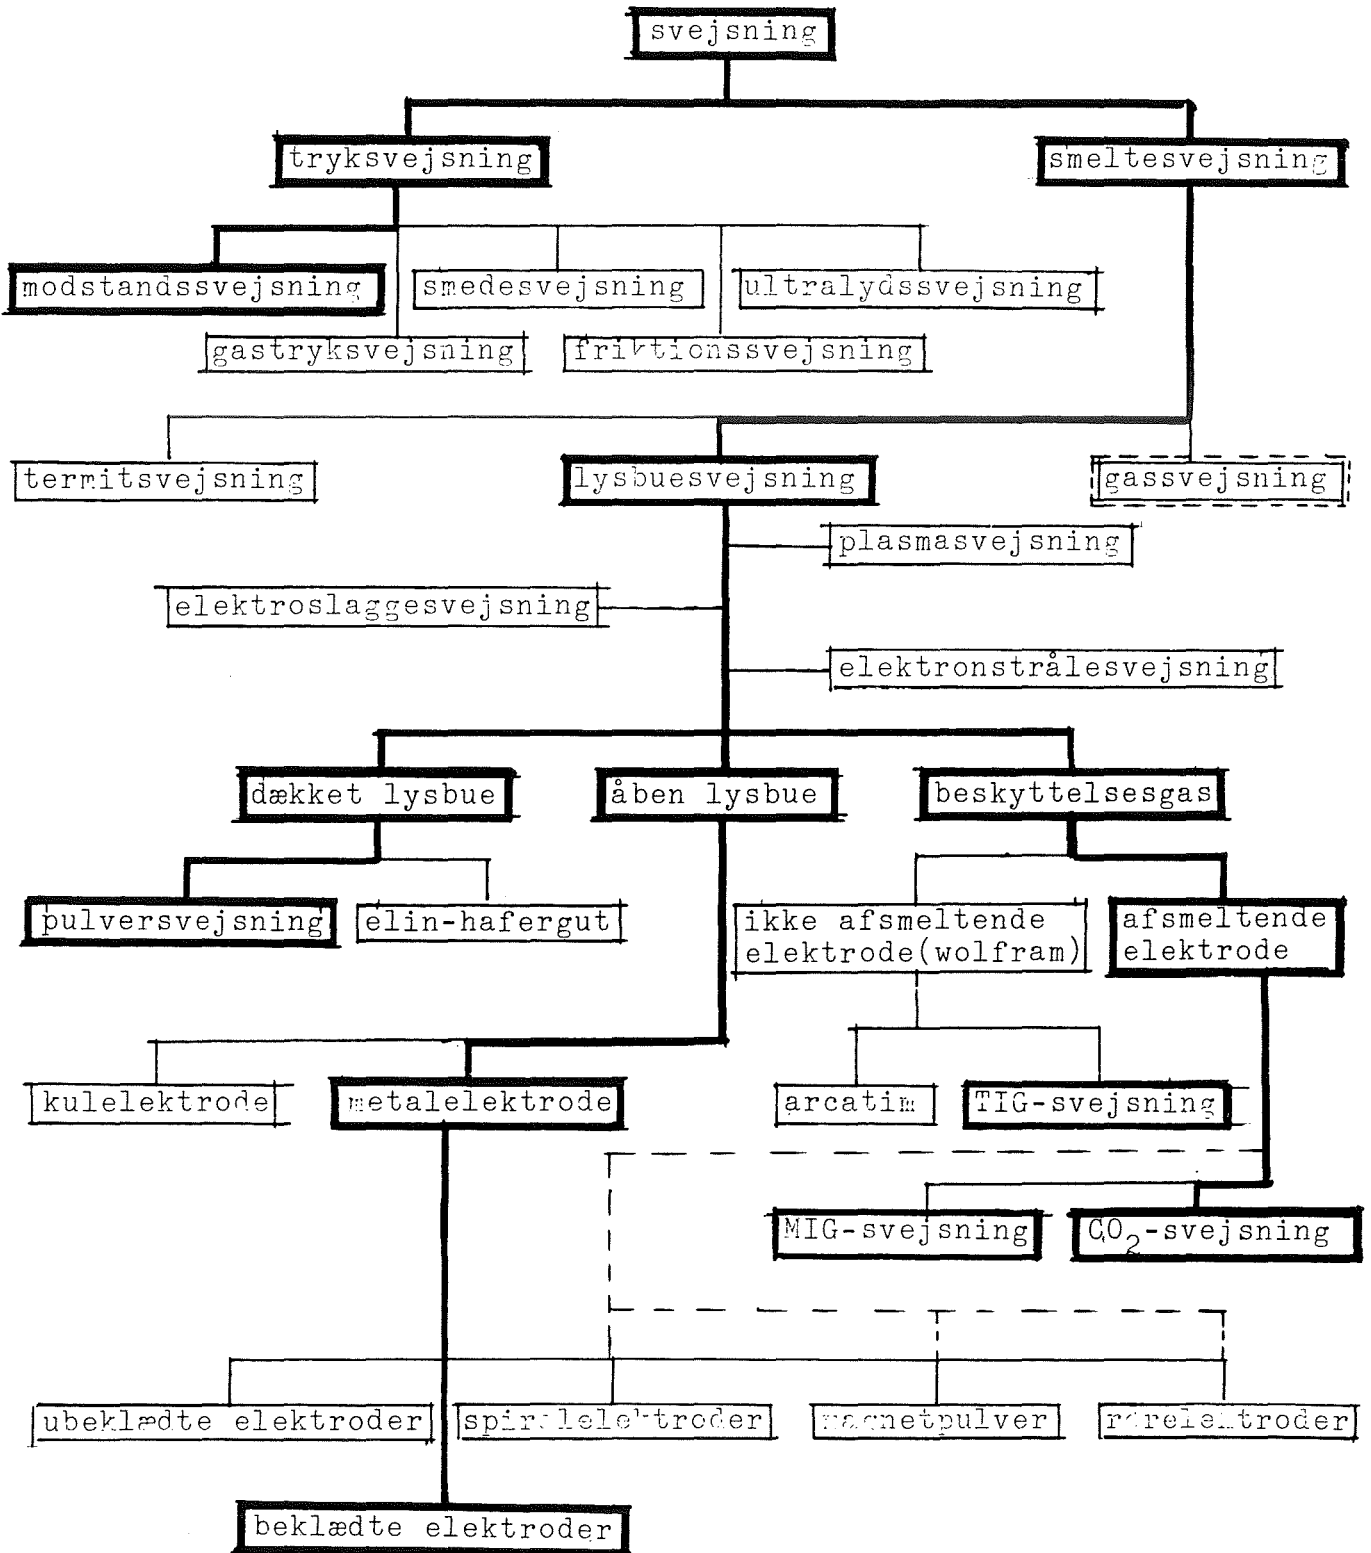 svejsning
tryksvejsning
smeltesvejsning
modstandssvejsning
smedesvejsning
ultralydssvejsning
gastryksvejsning
friktionssvejsning
termitsvejsning
lysbuesvejsning
gassvejsning
plasmasvejsning
elektroslaggesvejsning
elektronstrålesvejsning
dækket lysbue
åben lysbue
beskyttelsesgas
pulversvejsning
elin-hafergut
ikke afsmeltende
elektrode(wolfram)
afsmeltende
elektrode
kulelektrode
metalelektrode
arcatim
TIG-svejsning
MIG-svejsning
CO₂-svejsning
ubeklædte elektroder
spiralelektroder
magnetpulver
rørelektroder
beklædte elektroder